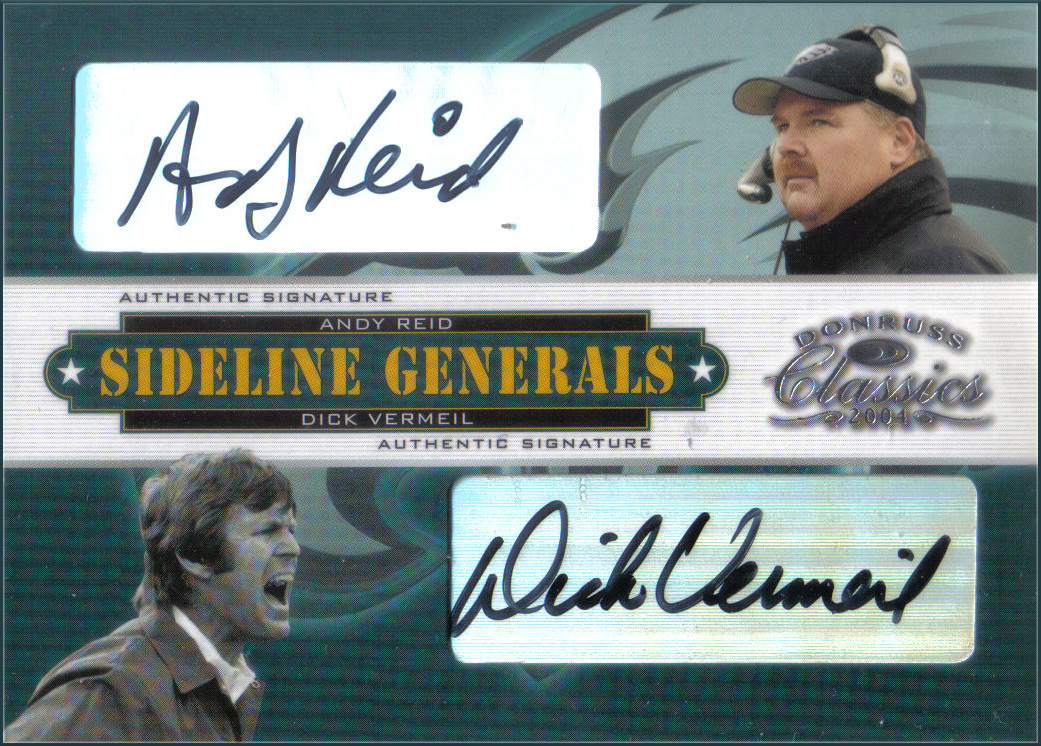 Andy Reid
AUTHENTIC SIGNATURE
ANDY REID
SIDELINE GENERALS
DICK VERMEIL
AUTHENTIC SIGNATURE
DONRUSS
Classics
2004
Dick Vermeil